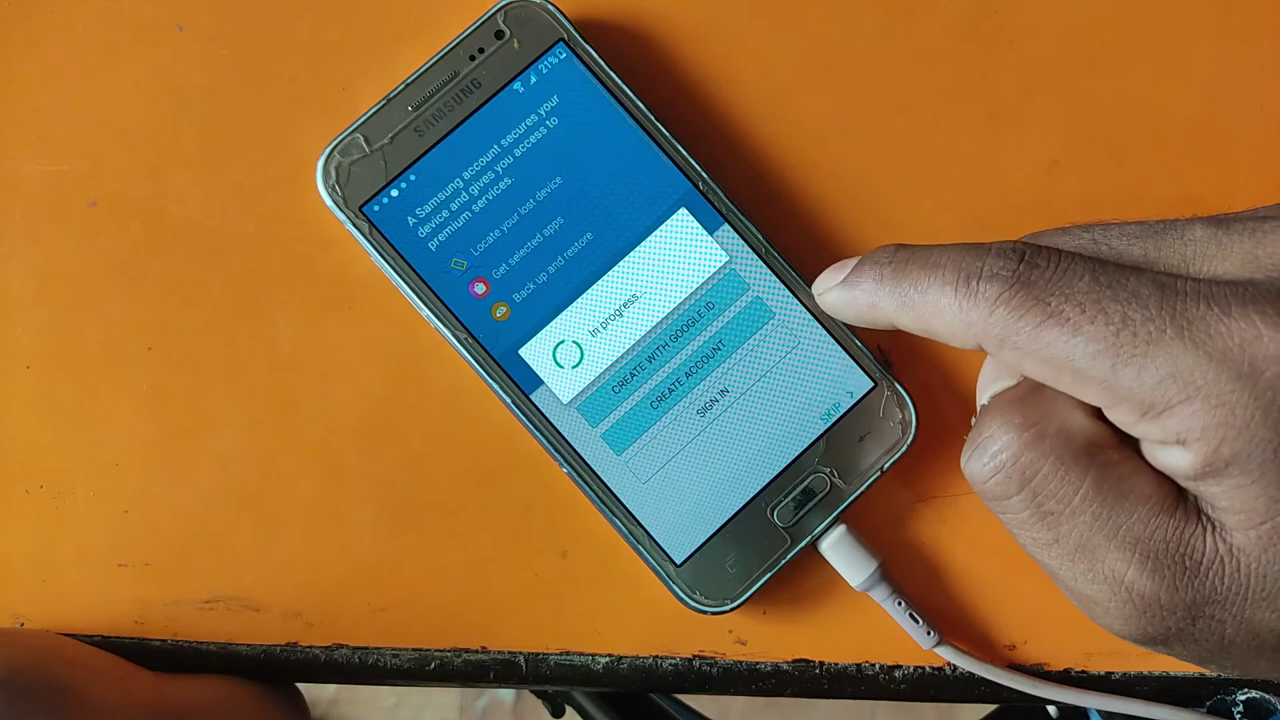 SAMSUNG
21%
A Samsung account secures your
device and gives you access to
premium services.
Locate your lost device
Get selected apps
Back up and restore
In progress...
CREATE WITH GOOGLE ID
CREATE ACCOUNT
SIGN IN
SKIP